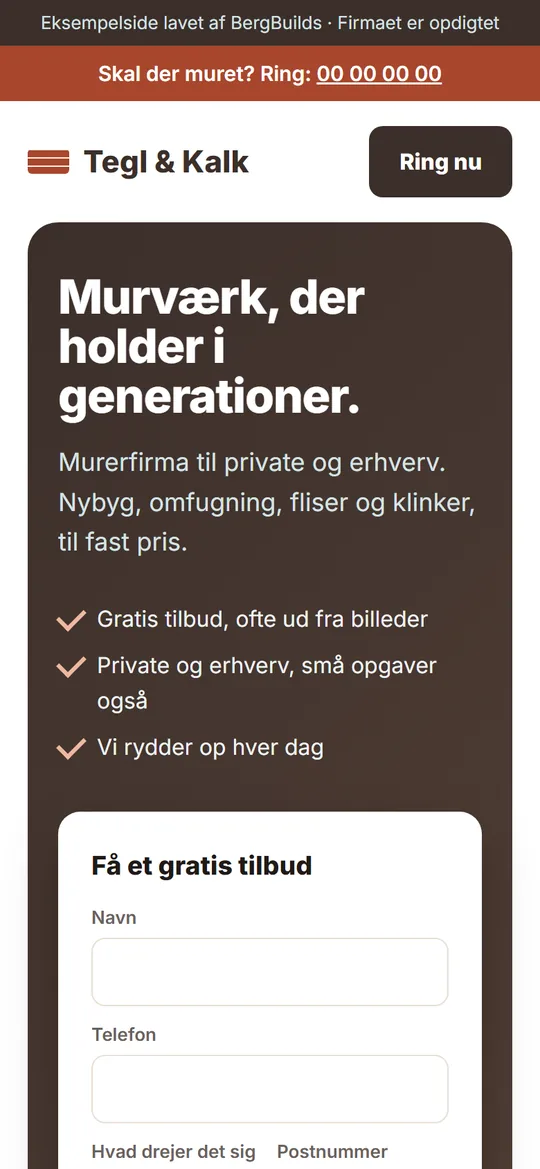 Eksempelside lavet af BergBuilds · Firmaet er opdigtet
Skal der muret? Ring: 00 00 00 00
Tegl & Kalk
Ring nu
Murværk, der
holder i
generationer.
Murerfirma til private og erhverv.
Nybyg, omfugning, fliser og klinker,
til fast pris.
Gratis tilbud, ofte ud fra billeder
Private og erhverv, små opgaver
også
Vi rydder op hver dag
Få et gratis tilbud
Navn
Telefon
Hvad drejer det sig
Postnummer